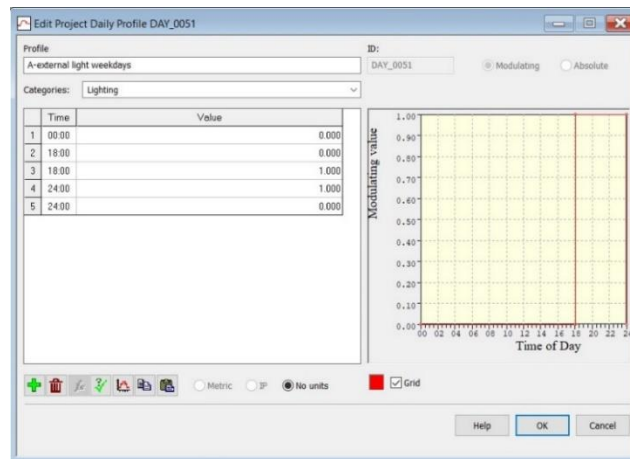 Edit Project Daily Profile DAY_0051
Profile
ID:
A-external light weekdays
DAY_0051
Modulating
Absolute
Categories:
Lighting
Time
Value
1 00:00 0.000
2 18:00 0.000
3 18:00 1.000
4 24:00 1.000
5 24:00 0.000
Modulating value
1.00
0.90
0.80
0.70
0.60
0.50
0.40
0.30
0.20
0.10
0.00
00 02 04 06 08 10 12 14 16 18 20 22
Time of Day
Metric
IP
No units
Grid
Help
OK
Cancel